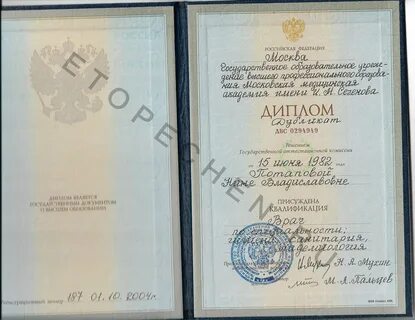 ДИПЛОМ ЯВЛЯЕТСЯ
ГОСУДАРСТВЕННЫМ ДОКУМЕНТОМ
О ВЫСШЕМ ОБРАЗОВАНИИ
Регистрационный номер 187 01.10.2004г.
РОССИЙСКАЯ ФЕДЕРАЦИЯ
Москва
Государственное образовательное учреж-
дение высшего профессионального образова-
ния Московская медицинская
академия имени И.М. Сеченова
ДИПЛОМ
Дубликат
ДВС 0294949
Решением
Государственной аттестационной комиссии
от 15 июня 1982 года
Потаповой
Нине Владиславовне
ПРИСУЖДЕНА
КВАЛИФИКАЦИЯ
Врач
по специальности:
гигиена, санитария,
эпидемиология
Н. А. Мухин
М. А. Пальцев